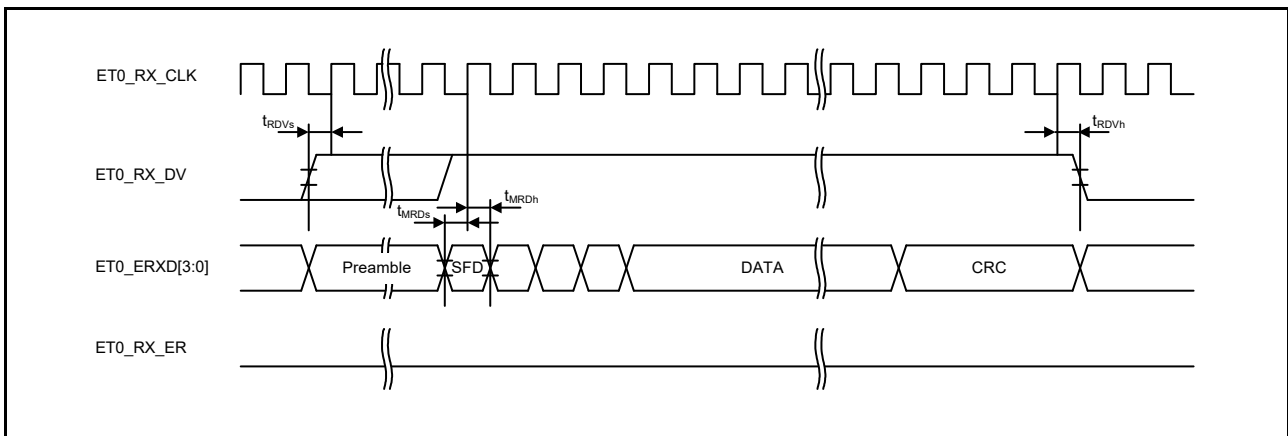 ET0_RX_CLK
tRDVs
tRDVh
ET0_RX_DV
tMRDs
tMRDh
ET0_ERXD[3:0]
Preamble
SFD
DATA
CRC
ET0_RX_ER